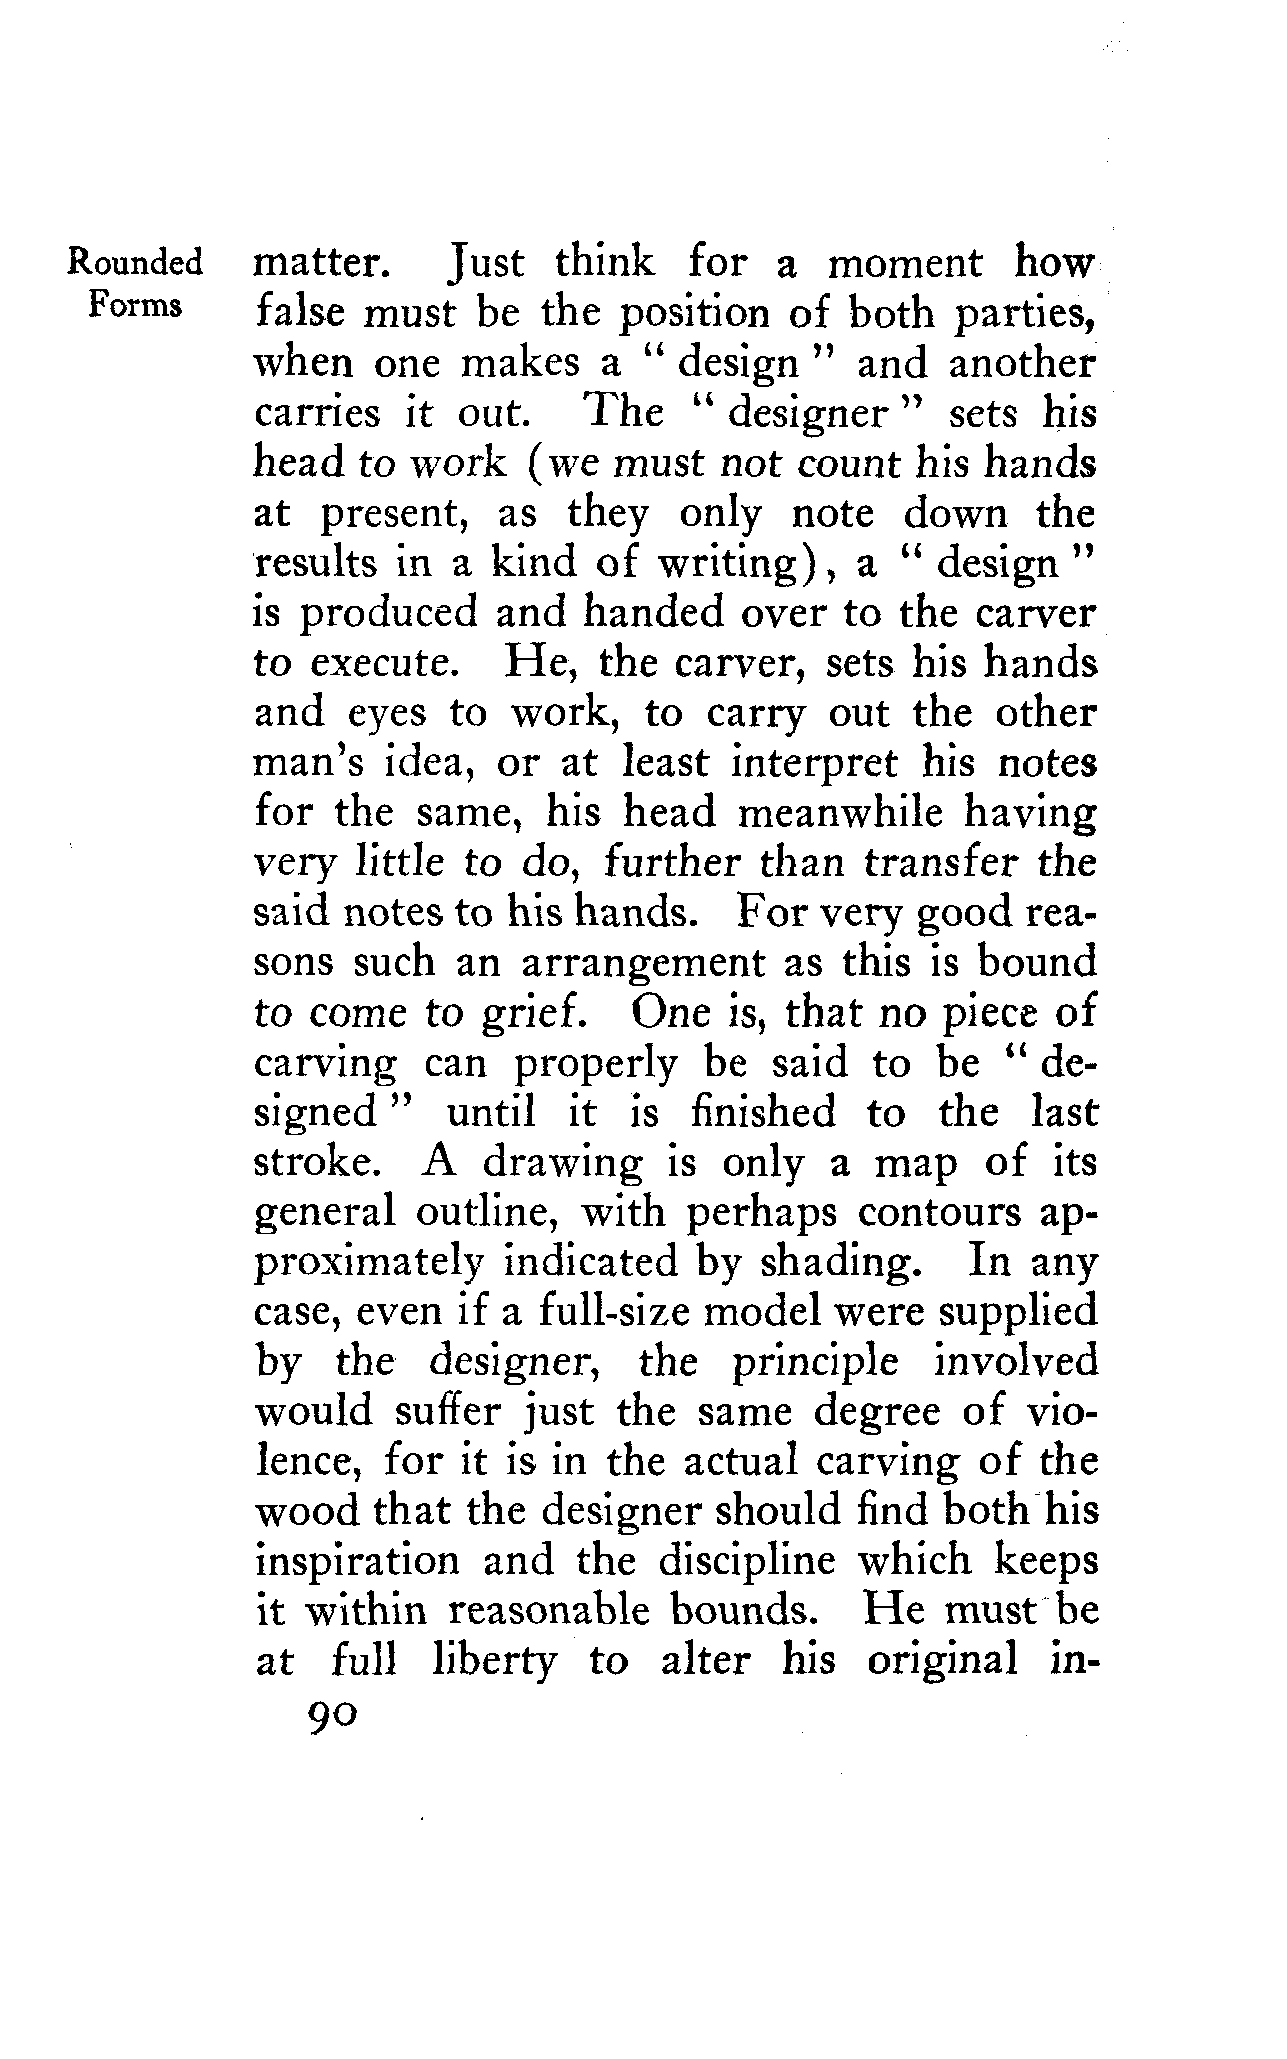 Rounded
Forms
matter. Just think for a moment how
false must be the position of both parties,
when one makes a " design " and another
carries it out. The " designer " sets his
head to work (we must not count his hands
at present, as they only note down the
results in a kind of writing), a " design "
is produced and handed over to the carver
to execute. He, the carver, sets his hands
and eyes to work, to carry out the other
man's idea, or at least interpret his notes
for the same, his head meanwhile having
very little to do, further than transfer the
said notes to his hands. For very good rea-
sons such an arrangement as this is bound
to come to grief. One is, that no piece of
carving can properly be said to be " de-
signed " until it is finished to the last
stroke. A drawing is only a map of its
general outline, with perhaps contours ap-
proximately indicated by shading. In any
case, even if a full-size model were supplied
by the designer, the principle involved
would suffer just the same degree of vio-
lence, for it is in the actual carving of the
wood that the designer should find both his
inspiration and the discipline which keeps
it within reasonable bounds. He must be
at full liberty to alter his original in-
90